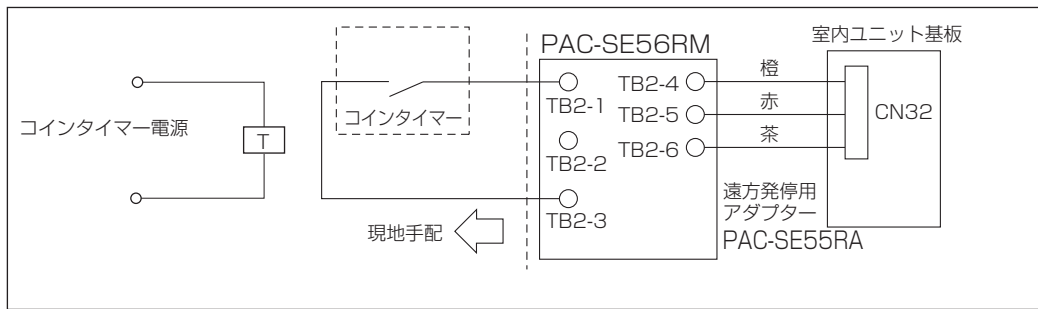 コインタイマー電源
T
コインタイマー
現地手配
PAC-SE56RM
TB2-1
TB2-2
TB2-3
TB2-4
TB2-5
TB2-6
橙
赤
茶
遠方発停用
アダプター
PAC-SE55RA
室内ユニット基板
CN32